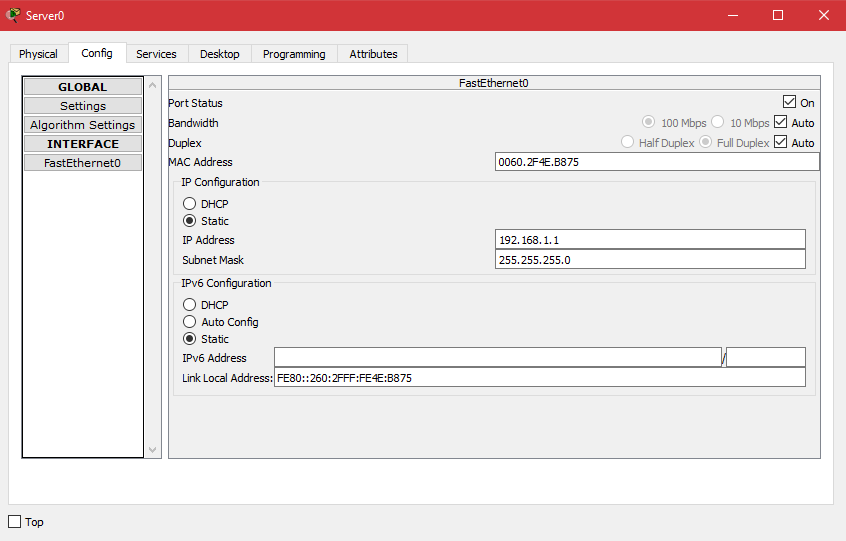 Server0
Physical Config Services Desktop Programming Attributes
GLOBAL
Settings
Algorithm Settings
INTERFACE
FastEthernet0
FastEthernet0
Port Status On
Bandwidth 100 Mbps 10 Mbps Auto
Duplex Half Duplex Full Duplex Auto
MAC Address 0060.2F4E.B875
IP Configuration
DHCP
Static
IP Address 192.168.1.1
Subnet Mask 255.255.255.0
IPv6 Configuration
DHCP
Auto Config
Static
IPv6 Address /
Link Local Address: FE80::260:2FFF:FE4E:B875
Top